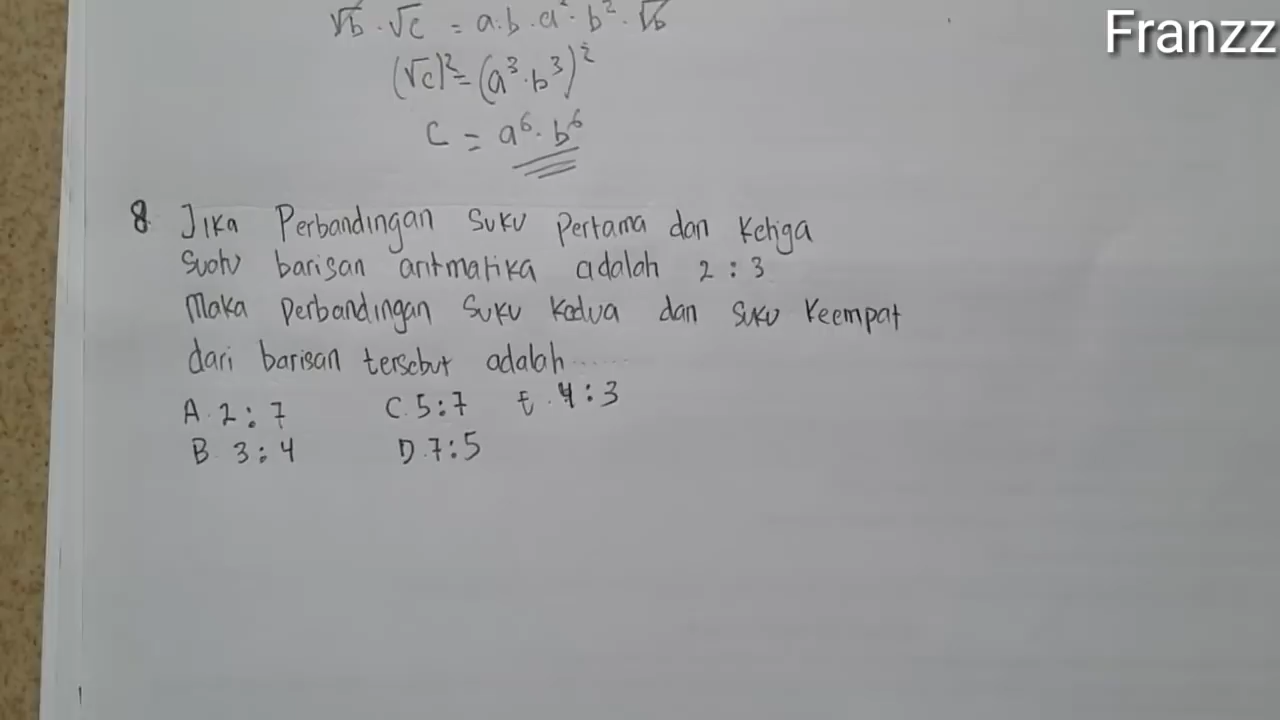 Franzz
√b · √c = a·b·a²·b²·√b
(√c)² = (a³·b³)²
C = a⁶·b⁶
8. Jika Perbandingan Suku Pertama dan Ketiga
Suatu barisan aritmatika adalah 2 : 3
Maka Perbandingan Suku Kedua dan Suku Keempat
dari barisan tersebut adalah ......
A. 2 : 7 C. 5 : 7 E. 4 : 3
B. 3 : 4 D. 7 : 5